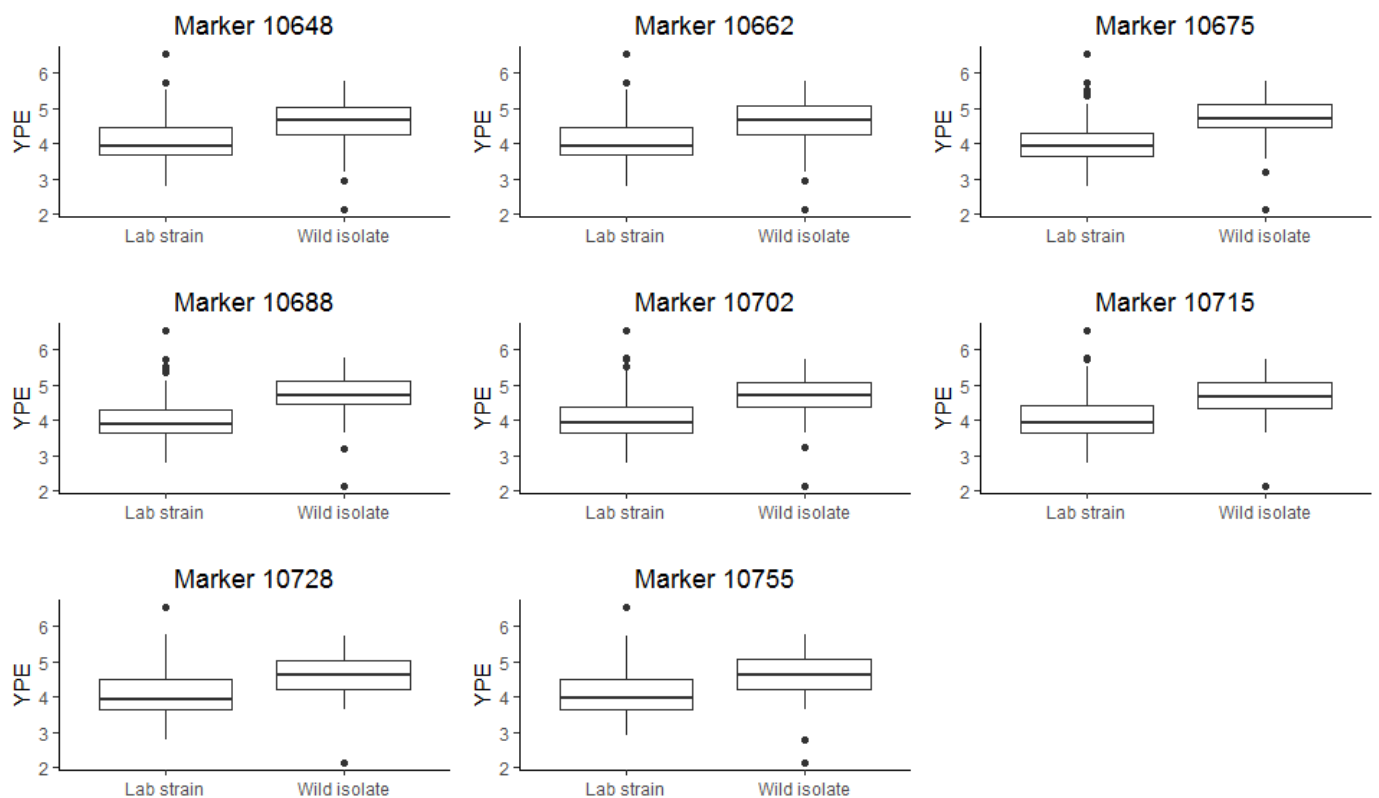 Marker 10648
YPE
6
5
4
3
2
Lab strain
Wild isolate
Marker 10662
YPE
6
5
4
3
2
Lab strain
Wild isolate
Marker 10675
YPE
6
5
4
3
2
Lab strain
Wild isolate
Marker 10688
YPE
6
5
4
3
2
Lab strain
Wild isolate
Marker 10702
YPE
6
5
4
3
2
Lab strain
Wild isolate
Marker 10715
YPE
6
5
4
3
2
Lab strain
Wild isolate
Marker 10728
YPE
6
5
4
3
2
Lab strain
Wild isolate
Marker 10755
YPE
6
5
4
3
2
Lab strain
Wild isolate